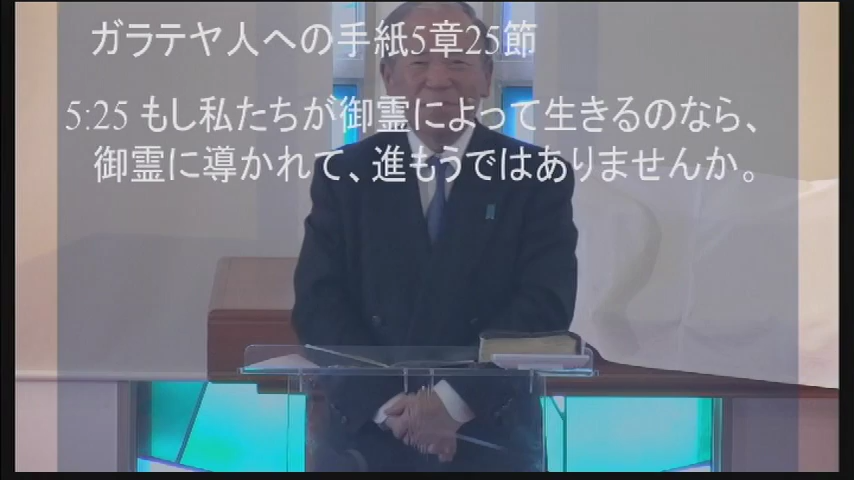 ガラテヤ人への手紙5章25節
5:25 もし私たちが御霊によって生きるのなら、
御霊に導かれて、進もうではありませんか。